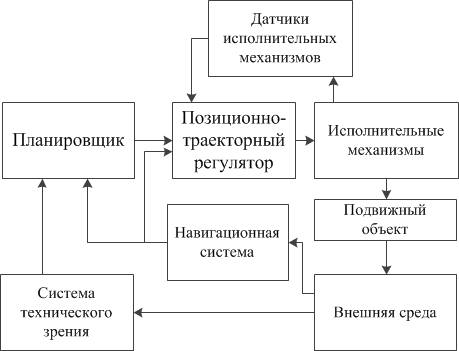 Датчики
исполнительных
механизмов
Планировщик
Позиционно-
траекторный
регулятор
Исполнительные
механизмы
Подвижный
объект
Навигационная
система
Система
технического
зрения
Внешняя среда